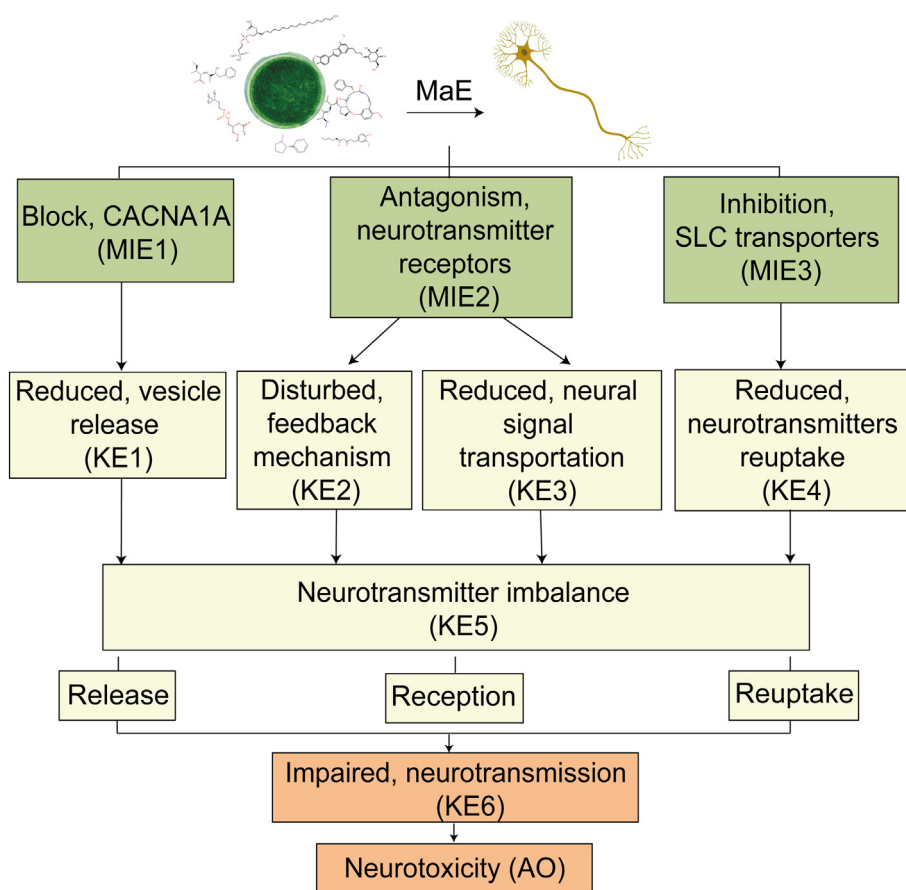 MaE
Block, CACNA1A
(MIE1)
Antagonism,
neurotransmitter
receptors
(MIE2)
Inhibition,
SLC transporters
(MIE3)
Reduced, vesicle
release
(KE1)
Disturbed,
feedback
mechanism
(KE2)
Reduced, neural
signal
transportation
(KE3)
Reduced,
neurotransmitters
reuptake
(KE4)
Neurotransmitter imbalance
(KE5)
Release
Reception
Reuptake
Impaired, neurotransmission
(KE6)
Neurotoxicity (AO)